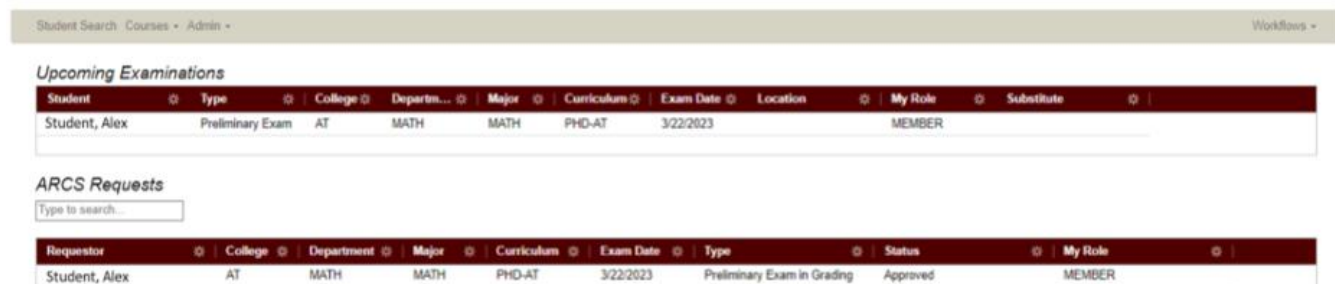 Student Search Courses Admin Workflows
Upcoming Examinations
Student Type College Departm... Major Curriculum Exam Date Location My Role Substitute
Student, Alex Preliminary Exam AT MATH MATH PHD-AT 3/22/2023 MEMBER
ARCS Requests
Type to search...
Requestor College Department Major Curriculum Exam Date Type Status My Role
Student, Alex AT MATH MATH PHD-AT 3/22/2023 Preliminary Exam in Grading Approved MEMBER